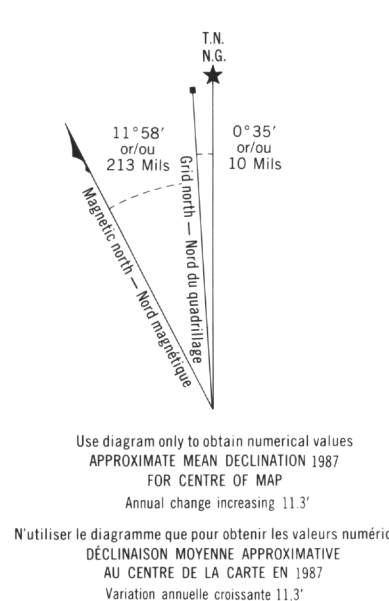 T.N.
N.G.
11°58′
or/ou
213 Mils
0°35′
or/ou
10 Mils
Magnetic north — Nord magnétique
Grid north — Nord du quadrillage
Use diagram only to obtain numerical values
APPROXIMATE MEAN DECLINATION 1987
FOR CENTRE OF MAP
Annual change increasing 11.3′
N'utiliser le diagramme que pour obtenir les valeurs numéric
DÉCLINAISON MOYENNE APPROXIMATIVE
AU CENTRE DE LA CARTE EN 1987
Variation annuelle croissante 11.3′